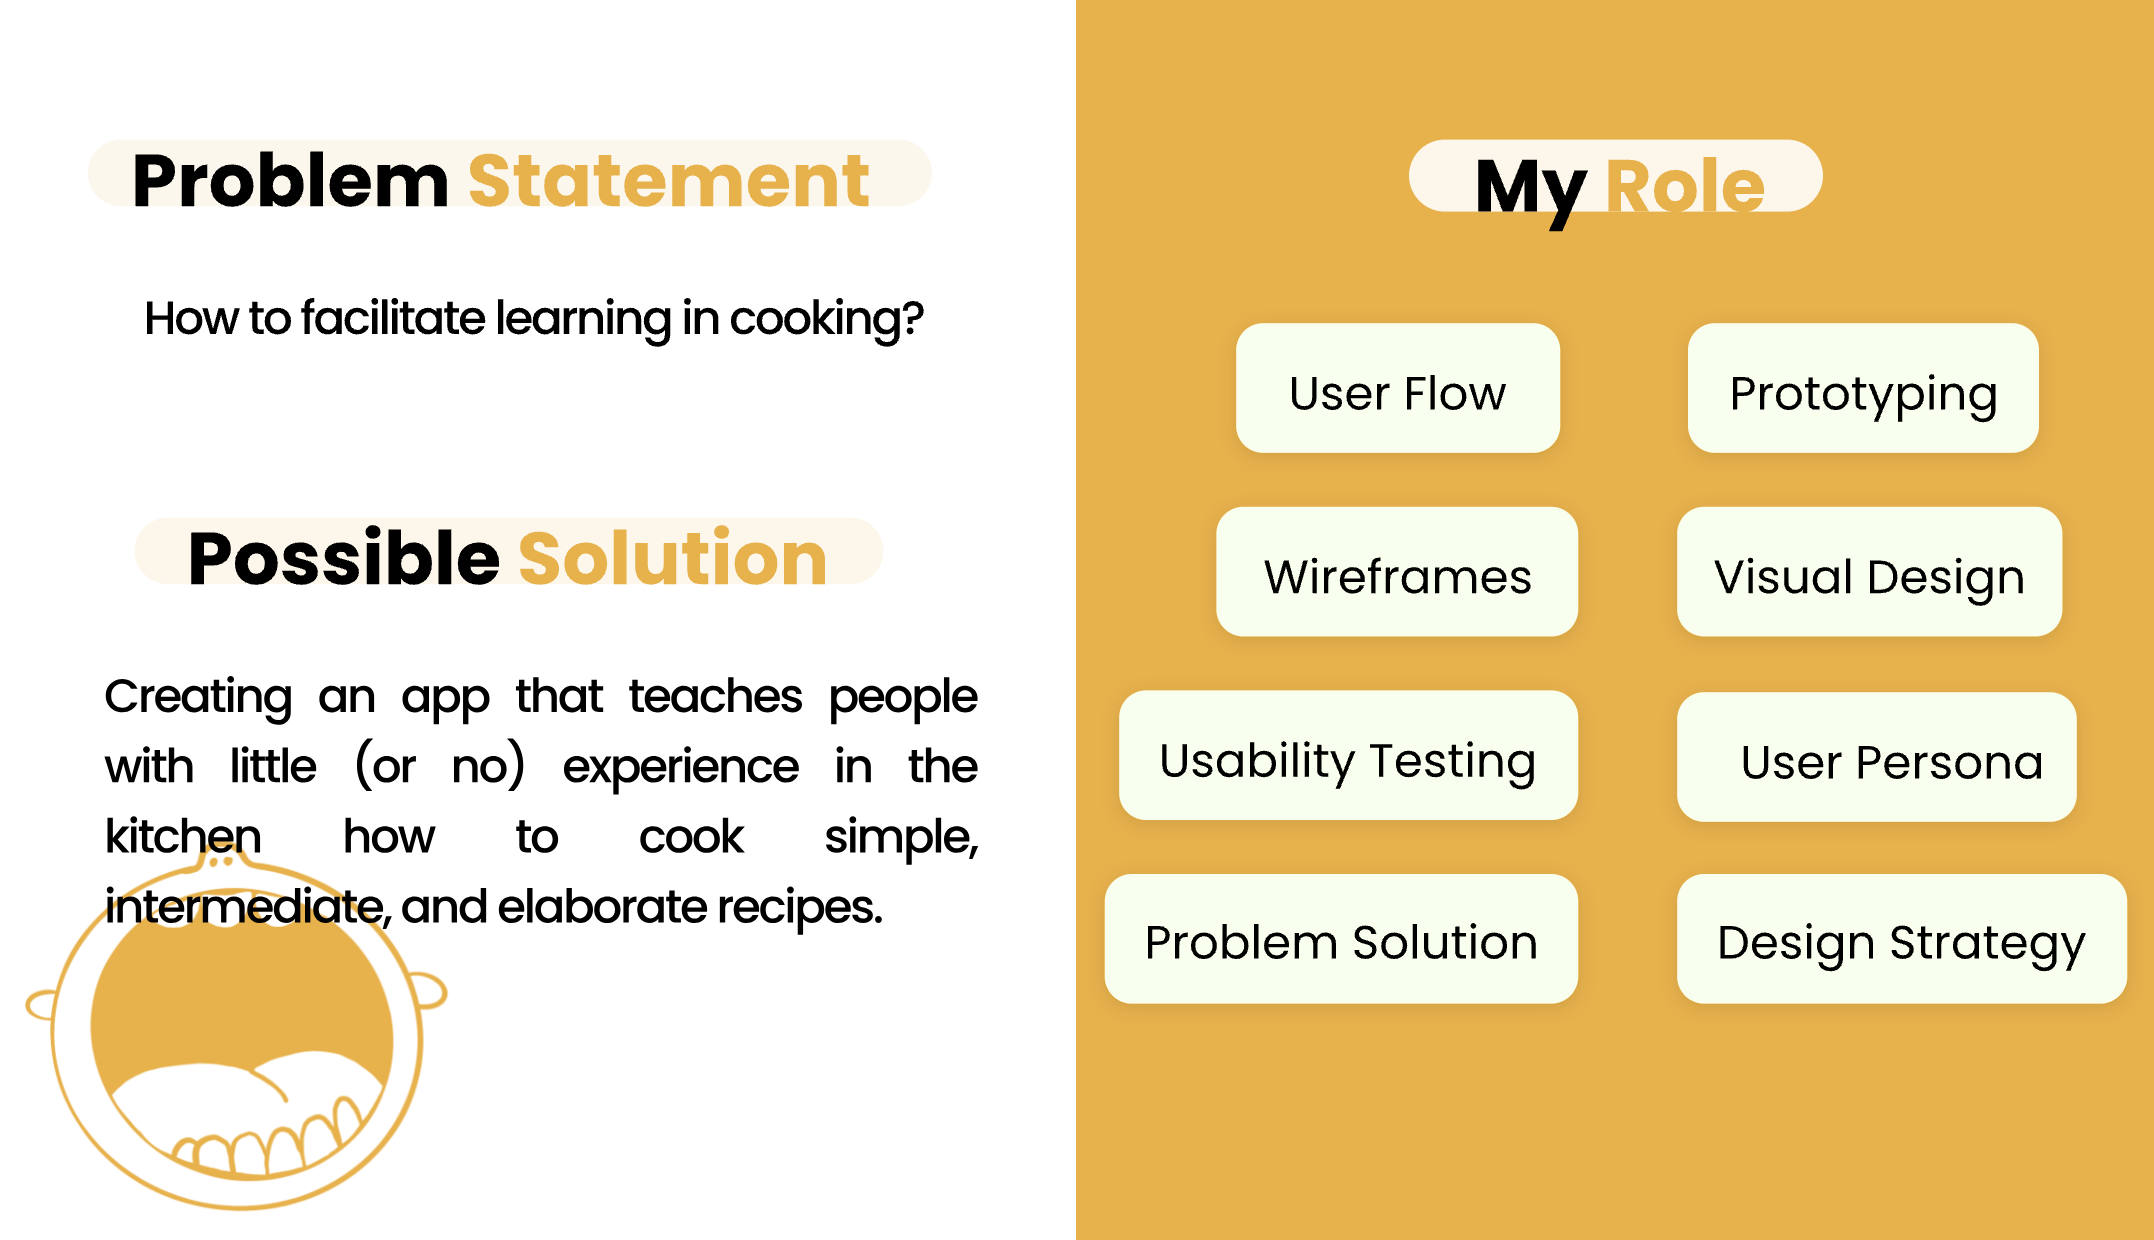 Problem Statement
How to facilitate learning in cooking?
Possible Solution
Creating an app that teaches people
with little (or no) experience in the
kitchen how to cook simple,
intermediate, and elaborate recipes.
My Role
User Flow
Prototyping
Wireframes
Visual Design
Usability Testing
User Persona
Problem Solution
Design Strategy